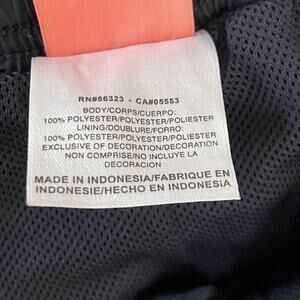 RN#56323 - CA#05553
BODY/CORPS/CUERPO:
100% POLYESTER/POLYESTER/POLIESTER
LINING/DOUBLURE/FORRO:
100% POLYESTER/POLYESTER/POLIESTER
EXCLUSIVE OF DECORATION/DECORATION
NON COMPRISE/NO INCLUYE LA
DECORACION
MADE IN INDONESIA/FABRIQUE EN
INDONESIE/HECHO EN INDONESIA